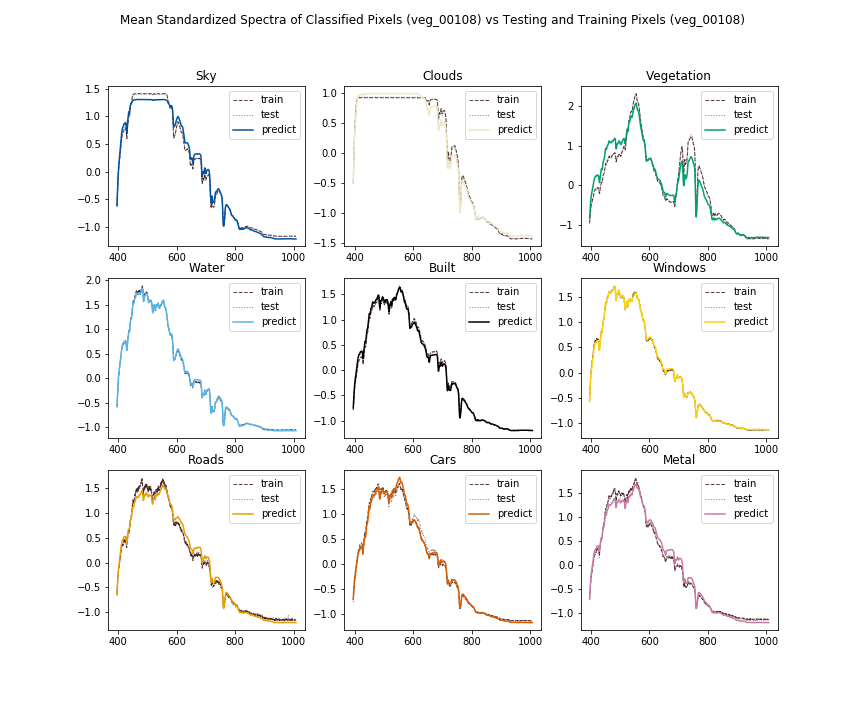 Mean Standardized Spectra of Classified Pixels (veg_00108) vs Testing and Training Pixels (veg_00108)
Sky
1.5
1.0
0.5
0.0
−0.5
−1.0
400 600 800 1000
train
test
predict
Clouds
1.0
0.5
0.0
−0.5
−1.0
−1.5
400 600 800 1000
train
test
predict
Vegetation
2
1
0
−1
400 600 800 1000
train
test
predict
Water
2.0
1.5
1.0
0.5
0.0
−0.5
−1.0
400 600 800 1000
train
test
predict
Built
1.5
1.0
0.5
0.0
−0.5
−1.0
400 600 800 1000
train
test
predict
Windows
1.5
1.0
0.5
0.0
−0.5
−1.0
400 600 800 1000
train
test
predict
Roads
1.5
1.0
0.5
0.0
−0.5
−1.0
400 600 800 1000
train
test
predict
Cars
1.5
1.0
0.5
0.0
−0.5
−1.0
400 600 800 1000
train
test
predict
Metal
1.5
1.0
0.5
0.0
−0.5
−1.0
400 600 800 1000
train
test
predict